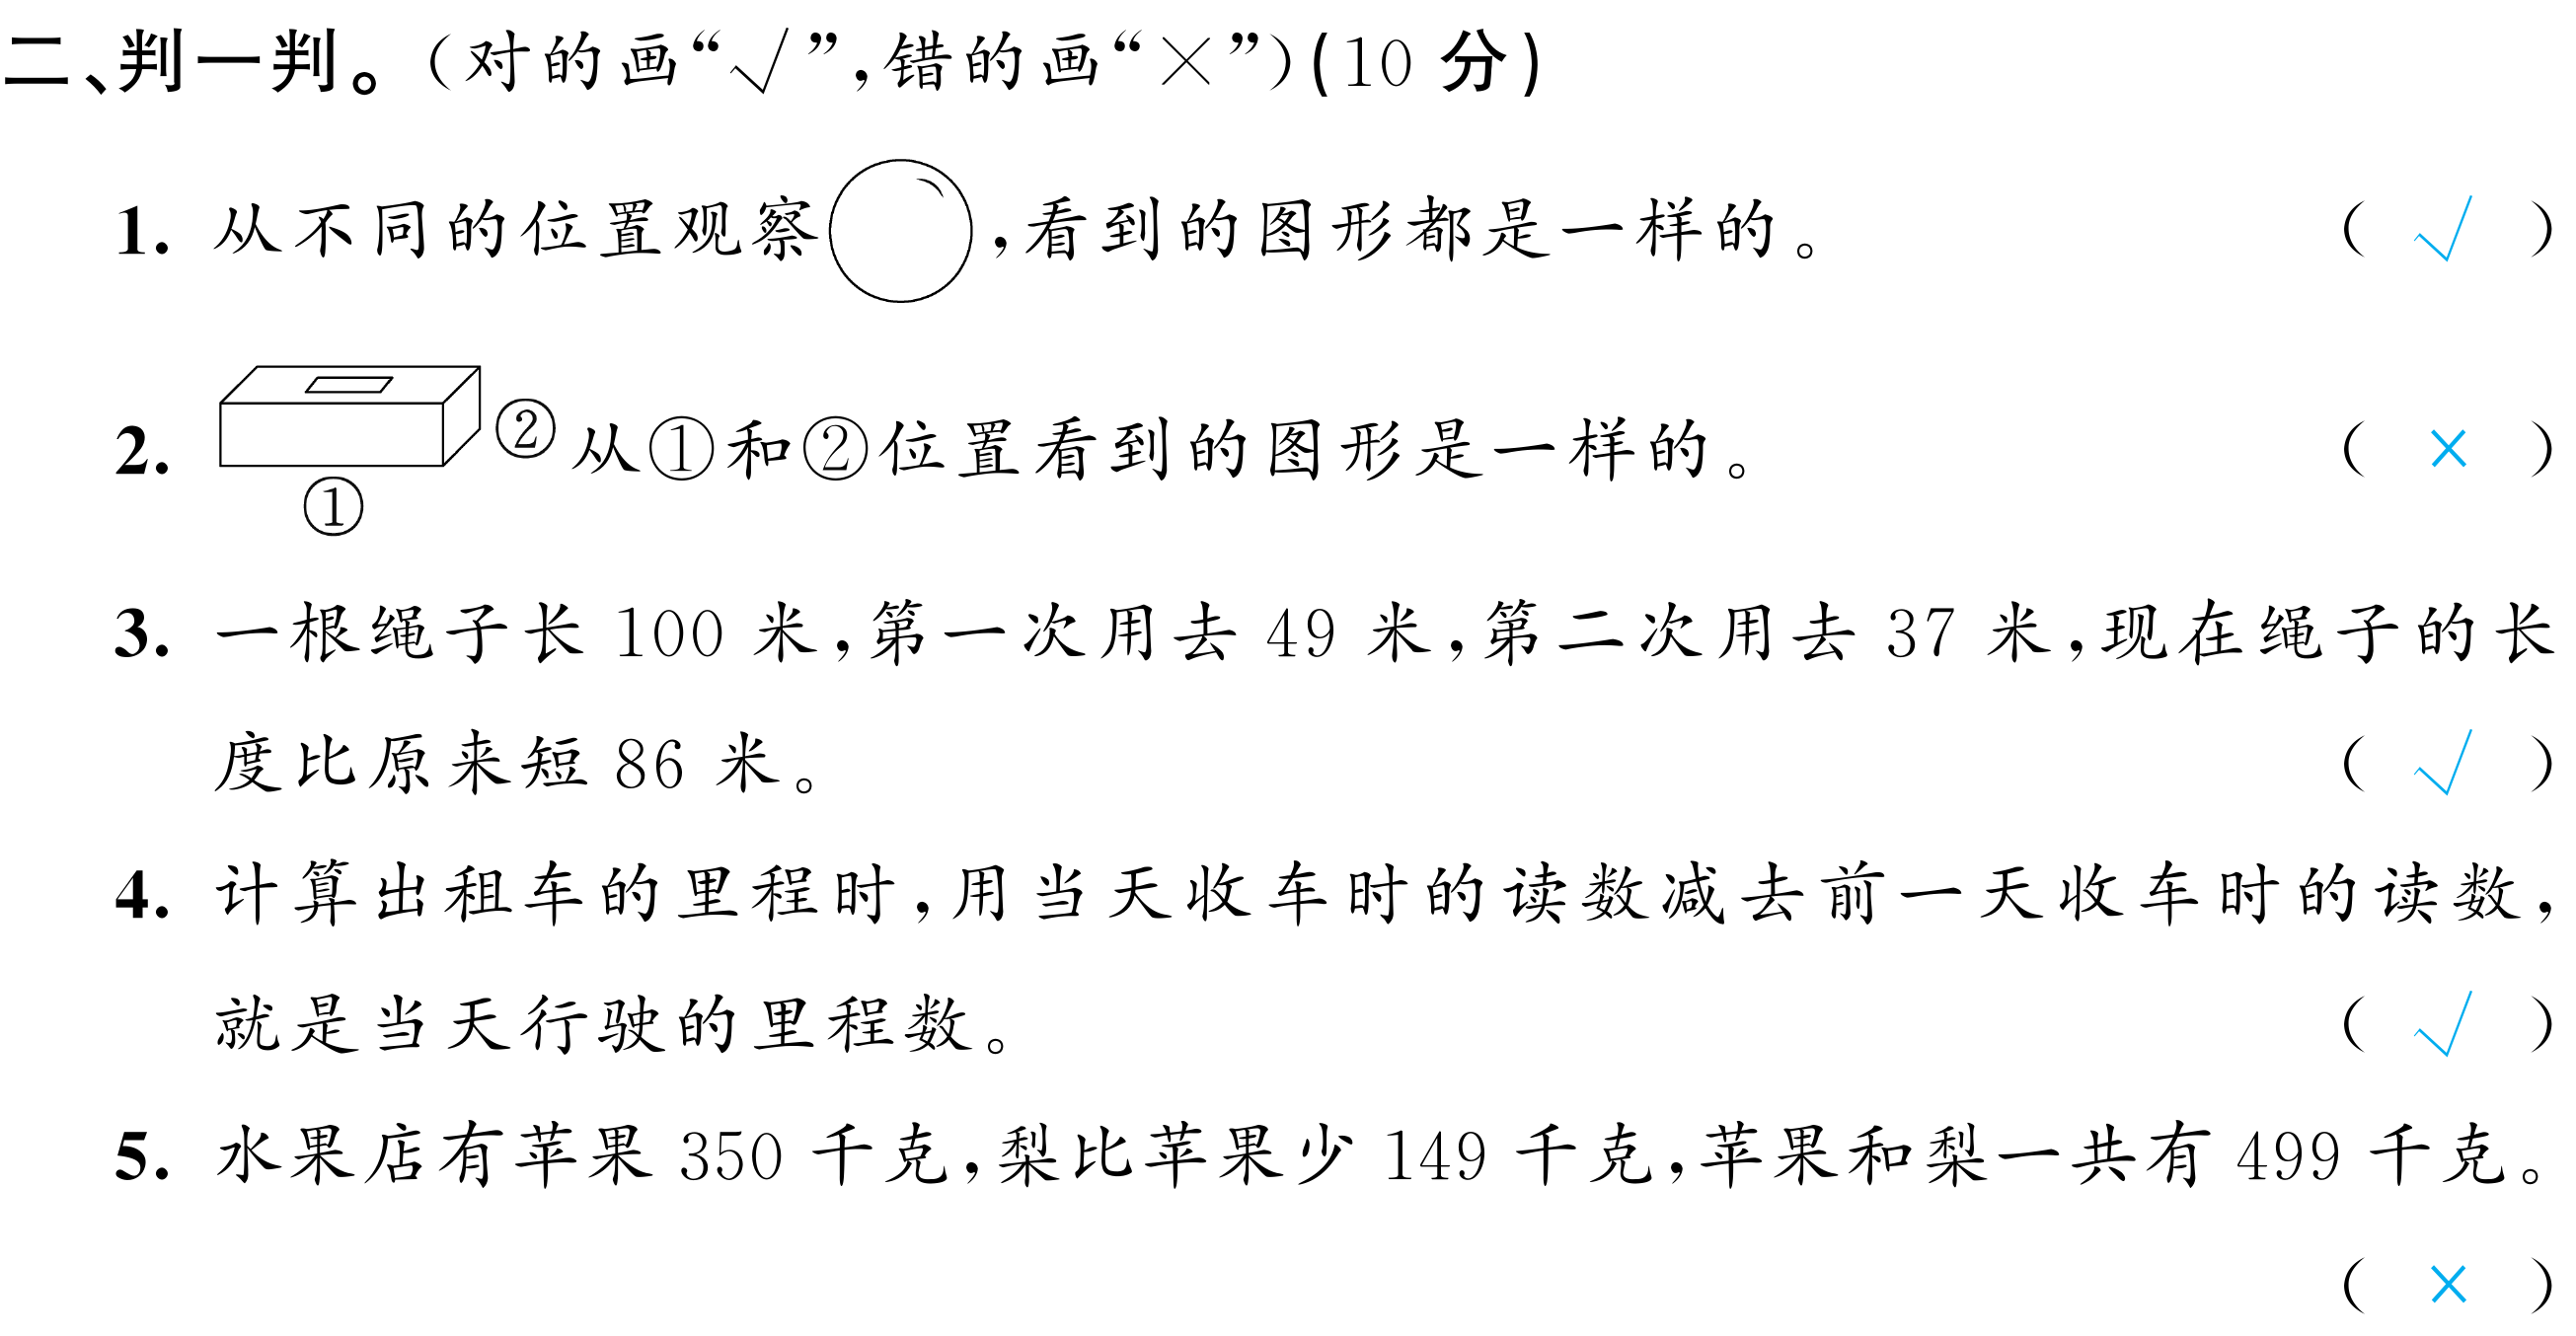 二、判一判。(对的画“√”,错的画“×”)(10 分)
1. 从不同的位置观察 ,看到的图形都是一样的。 ( √ )
2. ② 从①和②位置看到的图形是一样的。 ( × )
①
3. 一根绳子长 100 米,第一次用去 49 米,第二次用去 37 米,现在绳子的长
度比原来短 86 米。 ( √ )
4. 计算出租车的里程时,用当天收车时的读数减去前一天收车时的读数,
就是当天行驶的里程数。 ( √ )
5. 水果店有苹果 350 千克,梨比苹果少 149 千克,苹果和梨一共有 499 千克。
( × )